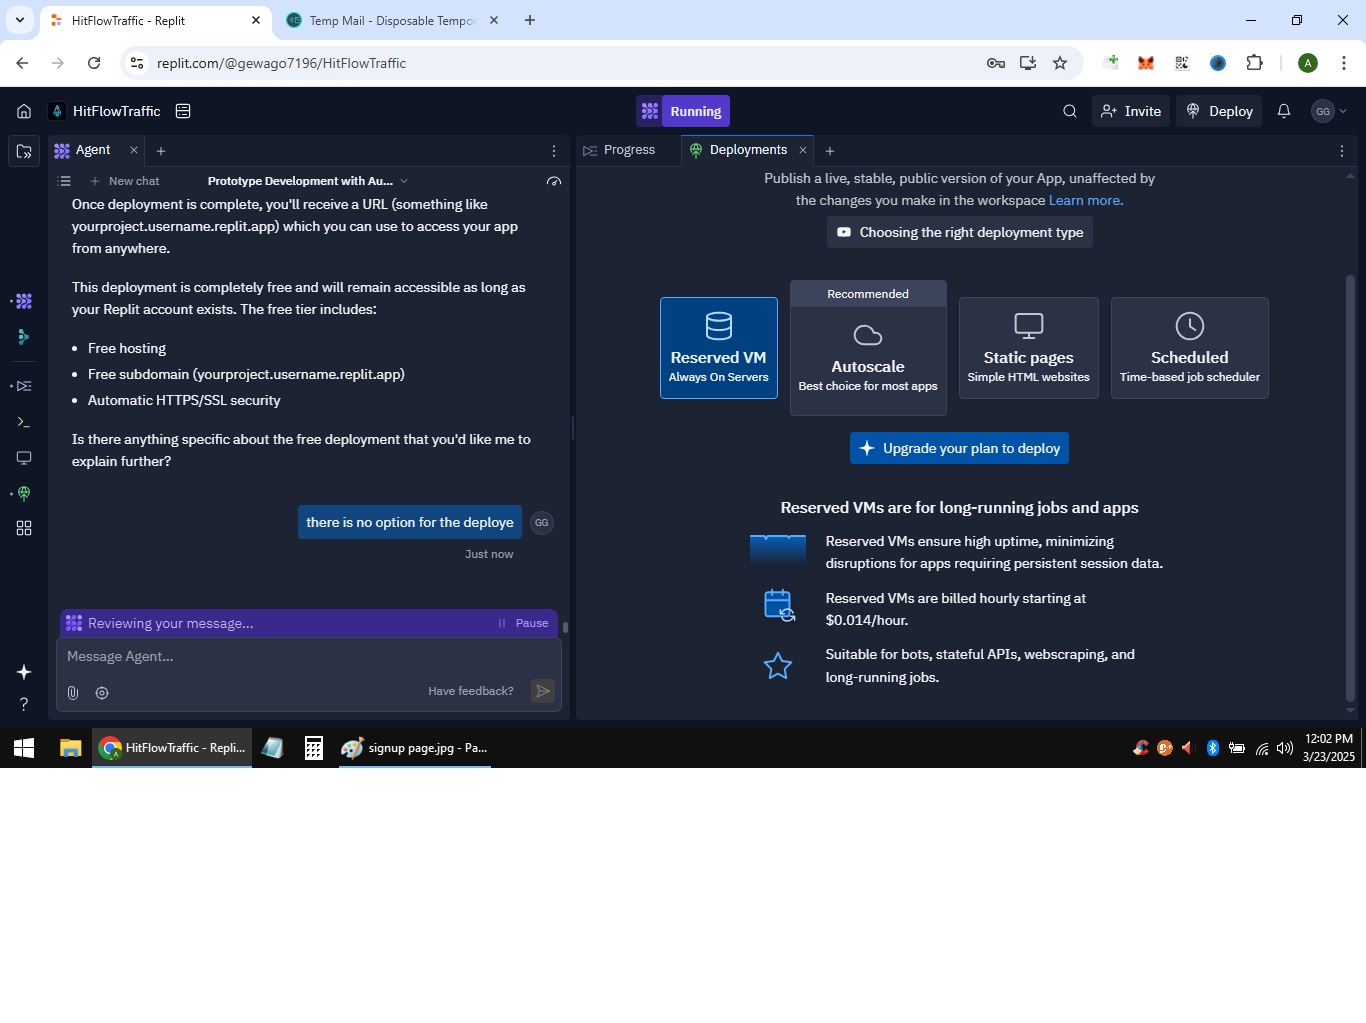 HitFlowTraffic - Replit
Temp Mail - Disposable Tempo
replit.com/@gewago7196/HitFlowTraffic
A
HitFlowTraffic
Running
Invite
Deploy
GG
Agent
Progress
Deployments
New chat
Prototype Development with Au...
Once deployment is complete, you'll receive a URL (something like
yourproject.username.replit.app) which you can use to access your app
from anywhere.
This deployment is completely free and will remain accessible as long as
your Replit account exists. The free tier includes:
• Free hosting
• Free subdomain (yourproject.username.replit.app)
• Automatic HTTPS/SSL security
Is there anything specific about the free deployment that you'd like me to
explain further?
there is no option for the deploye
GG
Just now
Reviewing your message...
Pause
Message Agent...
Have feedback?
Publish a live, stable, public version of your App, unaffected by
the changes you make in the workspace Learn more.
Choosing the right deployment type
Reserved VM
Always On Servers
Recommended
Autoscale
Best choice for most apps
Static pages
Simple HTML websites
Scheduled
Time-based job scheduler
Upgrade your plan to deploy
Reserved VMs are for long-running jobs and apps
Reserved VMs ensure high uptime, minimizing
disruptions for apps requiring persistent session data.
Reserved VMs are billed hourly starting at
$0.014/hour.
Suitable for bots, stateful APIs, webscraping, and
long-running jobs.
HitFlowTraffic - Repli...
signup page.jpg - Pa...
12:02 PM
3/23/2025